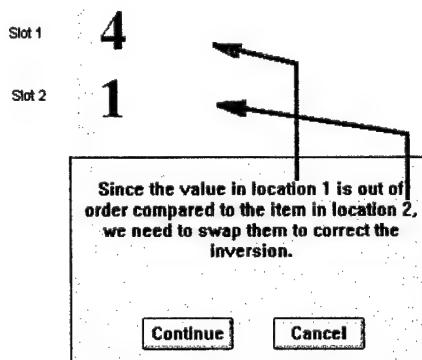 Slot 1 4
Slot 2 1
Since the value in location 1 is out of
order compared to the item in location 2,
we need to swap them to correct the
inversion.
Continue Cancel